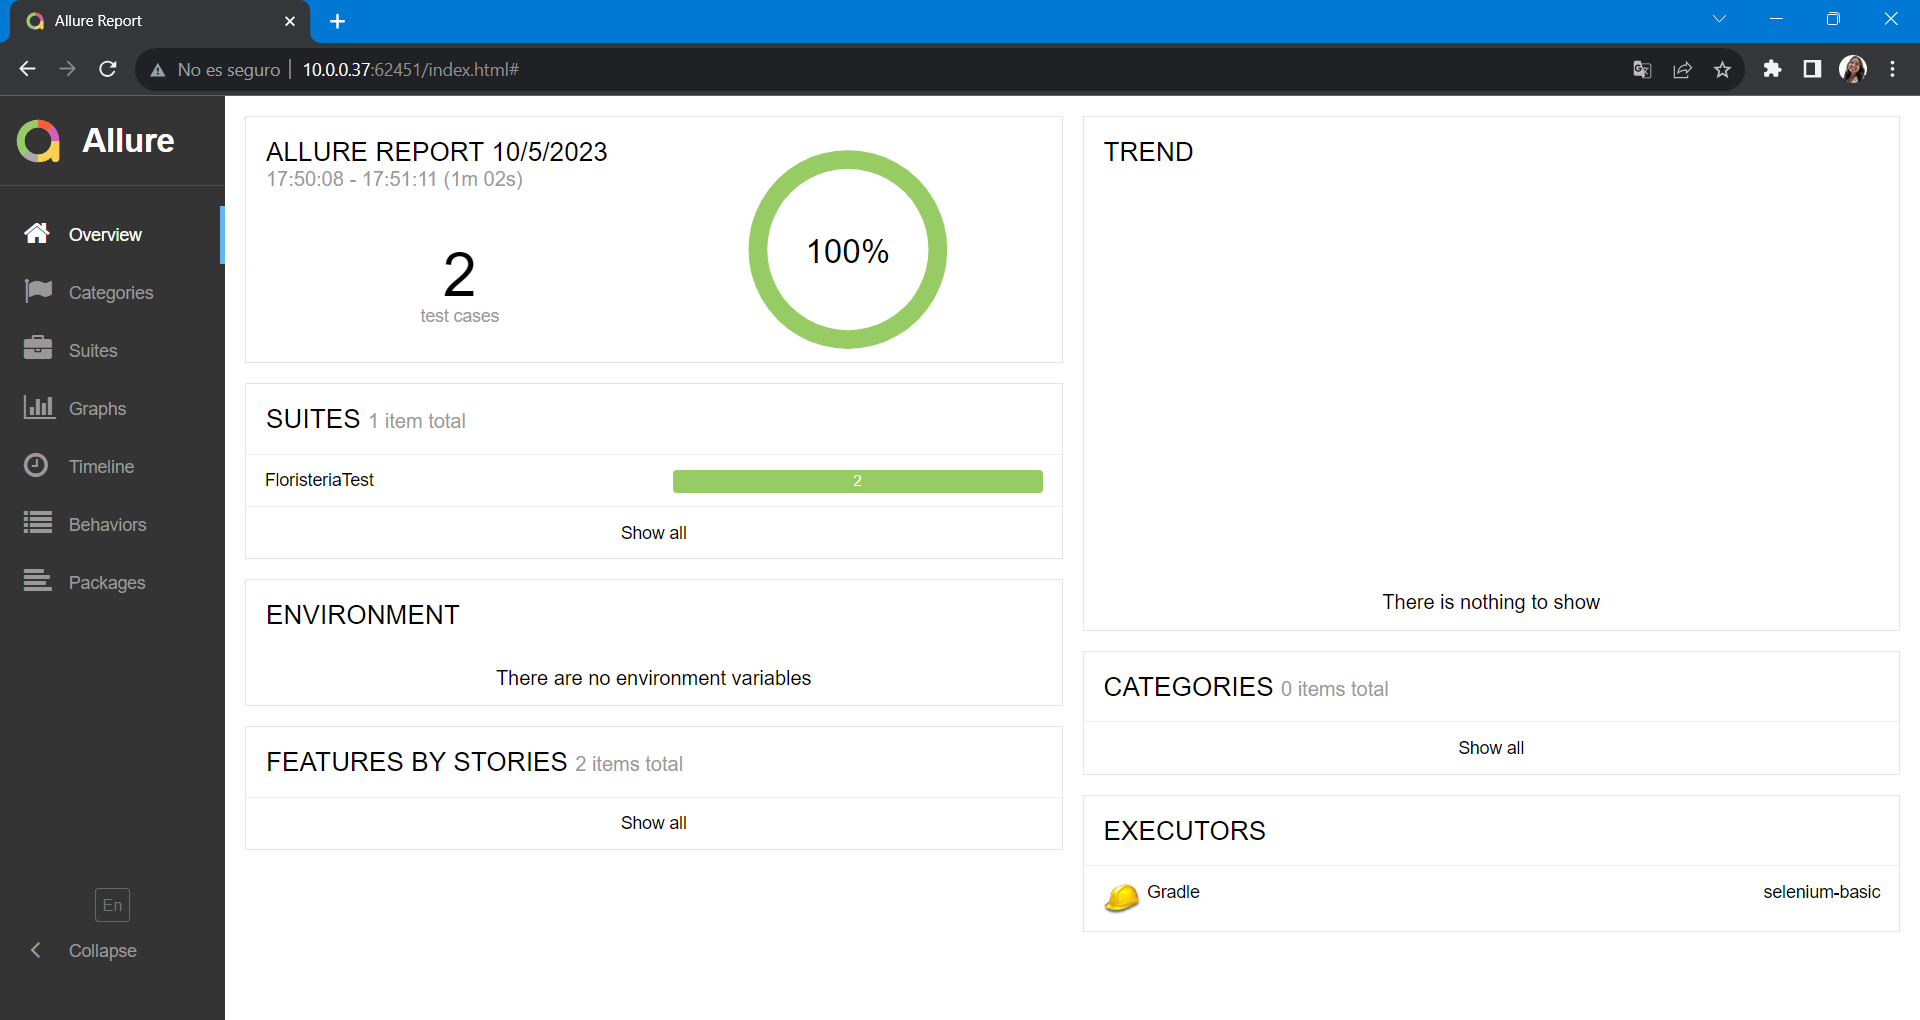 Allure Report
No es seguro
10.0.0.37:62451/index.html#
Allure
Overview
Categories
Suites
Graphs
Timeline
Behaviors
Packages
En
Collapse
ALLURE REPORT 10/5/2023
17:50:08 - 17:51:11 (1m 02s)
2
test cases
100%
SUITES 1 item total
FloristeriaTest
2
Show all
ENVIRONMENT
There are no environment variables
FEATURES BY STORIES 2 items total
Show all
TREND
There is nothing to show
CATEGORIES 0 items total
Show all
EXECUTORS
Gradle
selenium-basic